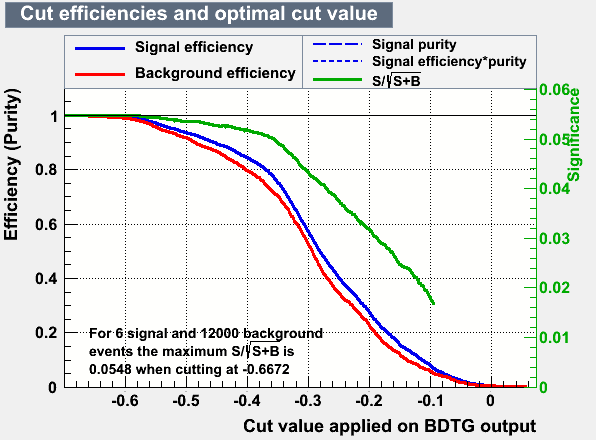 Cut efficiencies and optimal cut value
Signal efficiency
Background efficiency
Signal purity
Signal efficiency*purity
S/√S+B
Efficiency (Purity)
1
0.8
0.6
0.4
0.2
0
0.06
0.05
0.04
0.03
0.02
0.01
0
Significance
For 6 signal and 12000 background
events the maximum S/√S+B is
0.0548 when cutting at -0.6672
-0.6 -0.5 -0.4 -0.3 -0.2 -0.1 0
Cut value applied on BDTG output